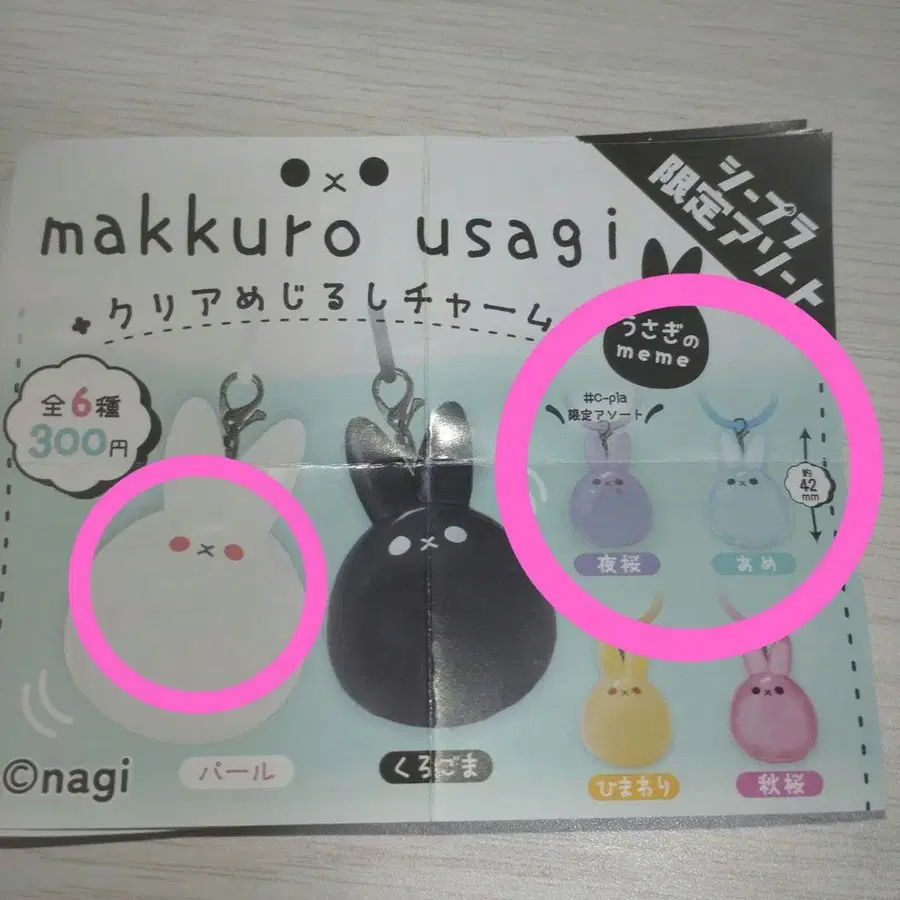 シープラ
限定アソート
makkuro usagi
クリアめじるしチャーム
うさぎの
meme
全6種
300円
#C-pla
限定アソート
約
42
mm
夜桜
あめ
ひまわり
秋桜
パール
くろごま
©nagi